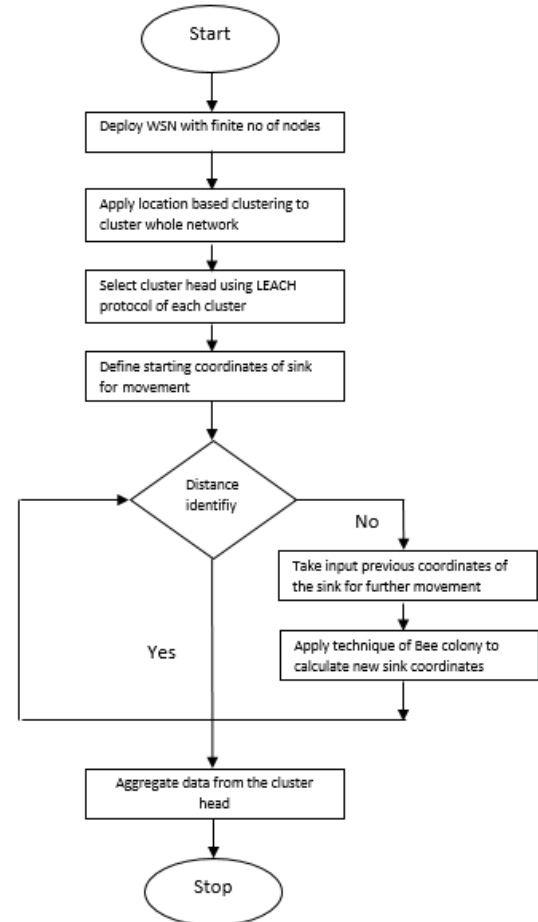 Start
Deploy WSN with finite no of nodes
Apply location based clustering to
cluster whole network
Select cluster head using LEACH
protocol of each cluster
Define starting coordinates of sink
for movement
Distance
identifiy
No
Take input previous coordinates of
the sink for further movement
Apply technique of Bee colony to
calculate new sink coordinates
Yes
Aggregate data from the cluster
head
Stop